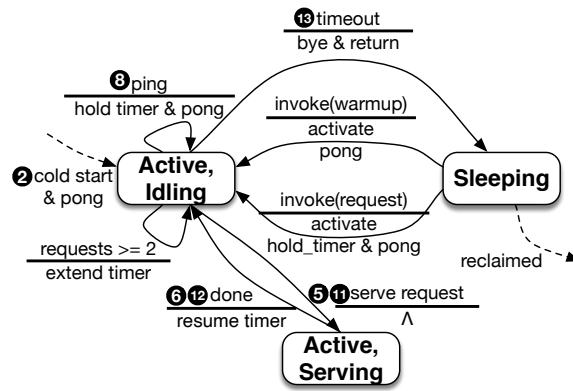 ⓭timeout
bye & return
❽ping
hold timer & pong
invoke(warmup)
activate
pong
Active,
Idling
❷cold start
& pong
Sleeping
invoke(request)
activate
hold_timer & pong
requests >= 2
extend timer
reclaimed
❻⓬done
resume timer
❺⓫serve request
Λ
Active,
Serving